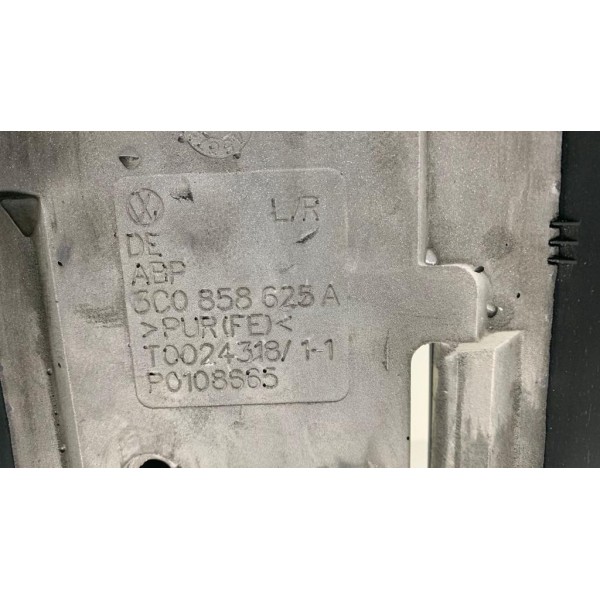 L/R
DE
ABP
3C0 858 625 A
>PUR(FE)<
T0024318/ 1-1
P0108665